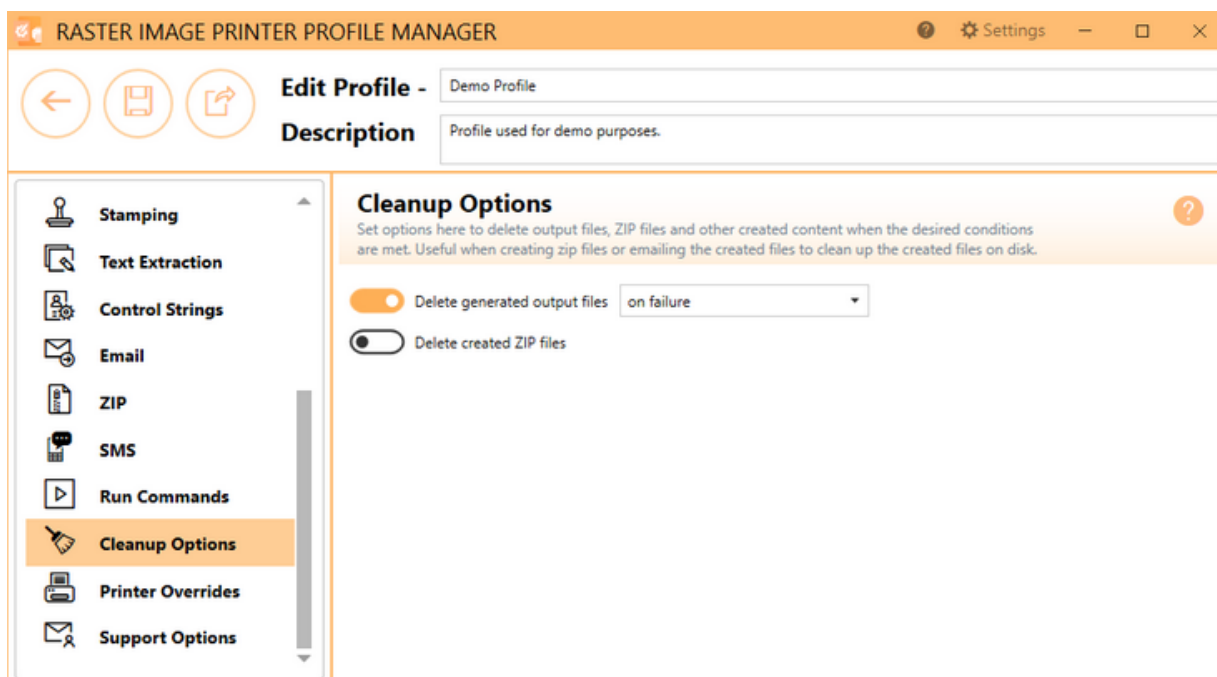 RASTER IMAGE PRINTER PROFILE MANAGER
? Settings
Edit Profile - Demo Profile
Description Profile used for demo purposes.
Stamping
Text Extraction
Control Strings
Email
ZIP
SMS
Run Commands
Cleanup Options
Printer Overrides
Support Options
Cleanup Options
?
Set options here to delete output files, ZIP files and other created content when the desired conditions
are met. Useful when creating zip files or emailing the created files to clean up the created files on disk.
Delete generated output files on failure
Delete created ZIP files